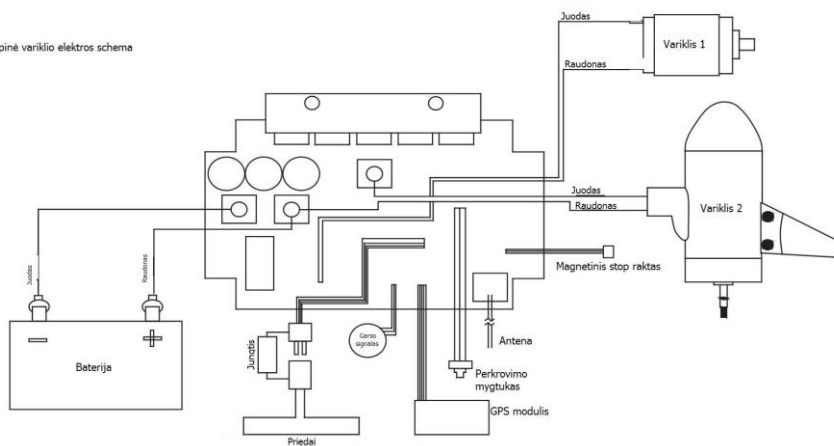 pinė variklio elektros schema
Juodas
Variklis 1
Raudonas
Juodas
Raudonas
Variklis 2
Juodas
Raudonas
Magnetinis stop raktas
Baterija
Jungtis
Garso
signalas
Antena
Perkrovimo
mygtukas
GPS modulis
Priedai